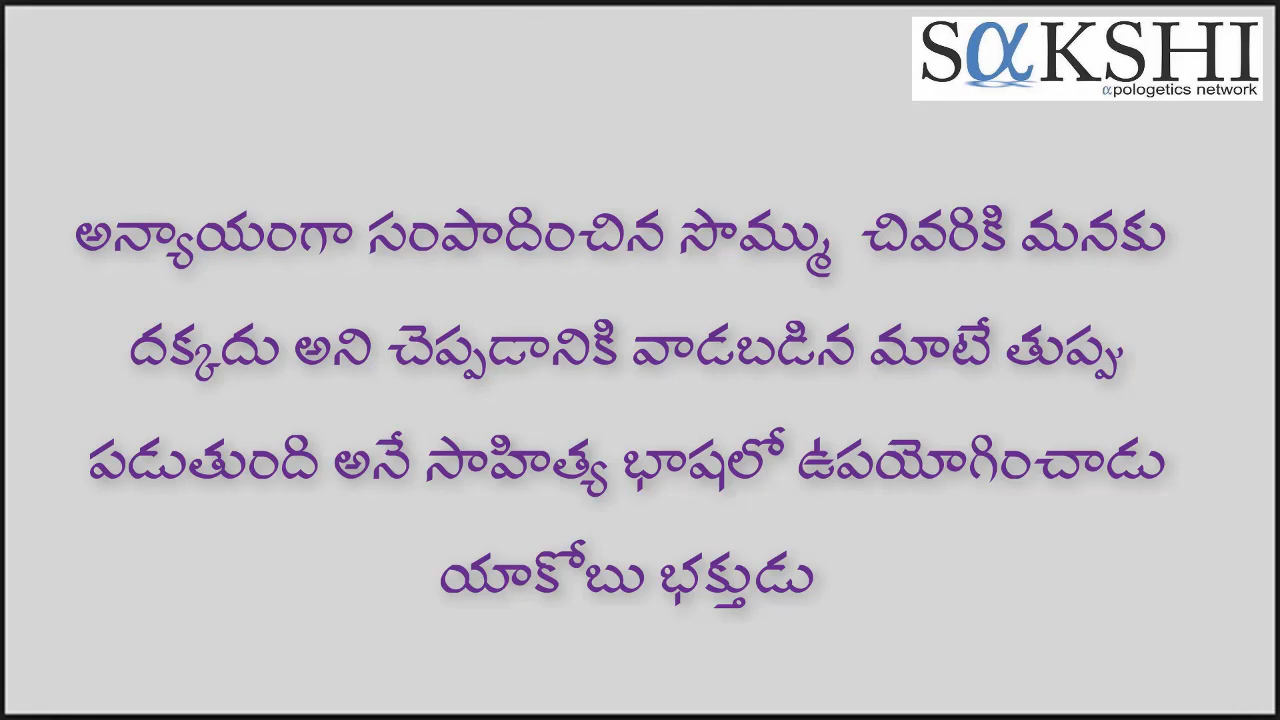 SαKSHI
αpologetics network
అన్యాయంగా సంపాదించిన సొమ్ము చివరికి మనకు
దక్కదు అని చెప్పడానికి వాడబడిన మాటే తుప్పు
పడుతుంది అనే సాహిత్య భాషలో ఉపయోగించాడు
యాకోబు భక్తుడు